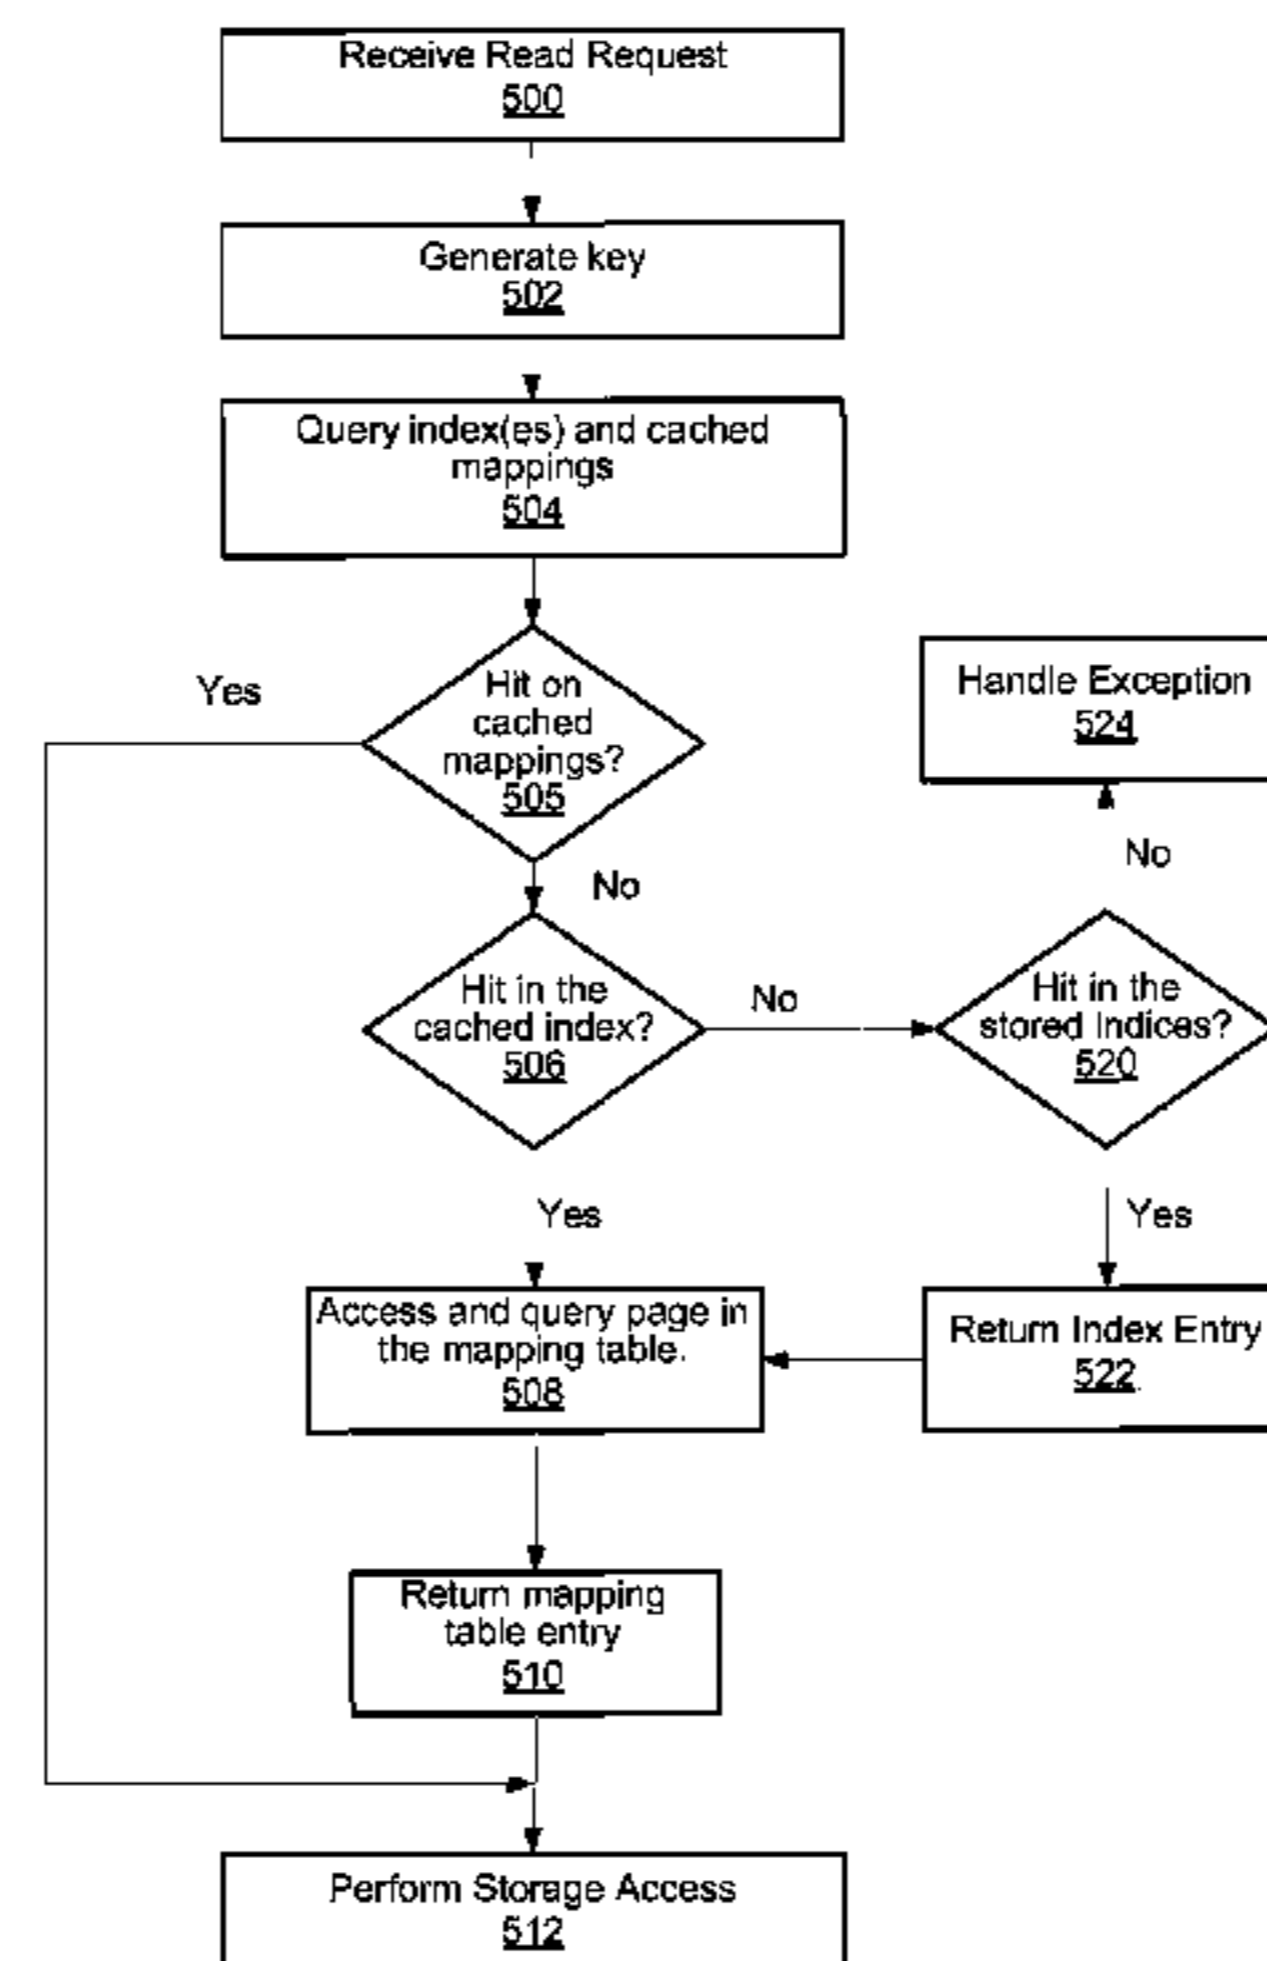 Receive Read Request
500
Generate key
502
Query index(es) and cached
mappings
504
Yes
Hit on
cached
mappings?
505
Handle Exception
524
No
No
Hit in the
cached index?
506
No
Hit in the
stored Indices?
520
Yes
Yes
Access and query page in
the mapping table.
508
Return Index Entry
522
Return mapping
table entry
510
Perform Storage Access
512